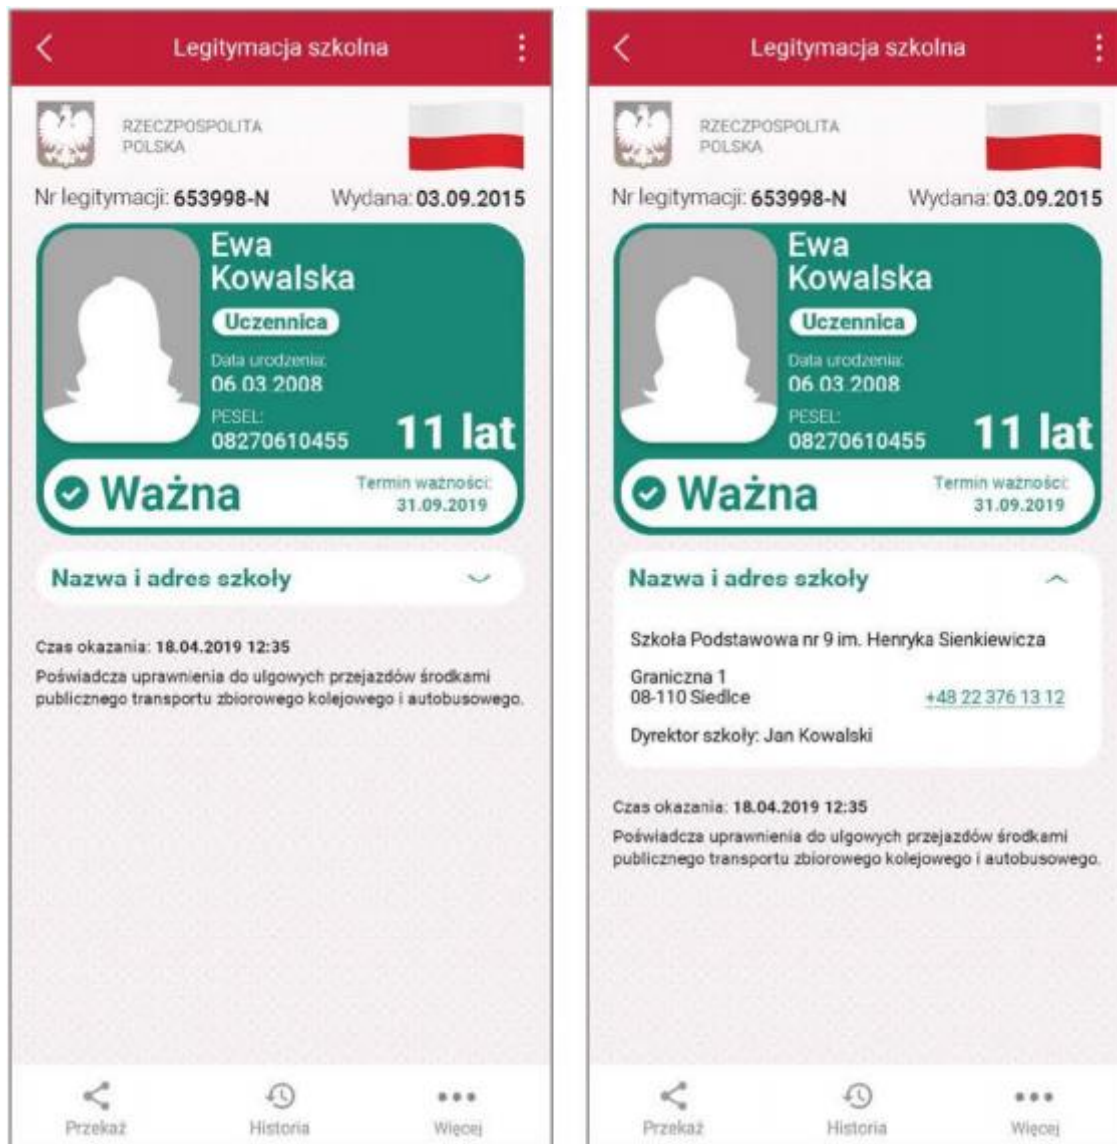 Legitymacja szkolna
RZECZPOSPOLITA
POLSKA
Nr legitymacji: 653998-N Wydana: 03.09.2015
Ewa
Kowalska
Uczennica
Data urodzenia:
06.03.2008
PESEL:
08270610455
11 lat
Ważna
Termin ważności:
31.09.2019
Nazwa i adres szkoły
Czas okazania: 18.04.2019 12:35
Poświadcza uprawnienia do ulgowych przejazdów środkami
publicznego transportu zbiorowego kolejowego i autobusowego.
Przekaż Historia Więcej
Legitymacja szkolna
RZECZPOSPOLITA
POLSKA
Nr legitymacji: 653998-N Wydana: 03.09.2015
Ewa
Kowalska
Uczennica
Data urodzenia:
06.03.2008
PESEL:
08270610455
11 lat
Ważna
Termin ważności:
31.09.2019
Nazwa i adres szkoły
Szkoła Podstawowa nr 9 im. Henryka Sienkiewicza
Graniczna 1
08-110 Siedlce +48 22 376 13 12
Dyrektor szkoły: Jan Kowalski
Czas okazania: 18.04.2019 12:35
Poświadcza uprawnienia do ulgowych przejazdów środkami
publicznego transportu zbiorowego kolejowego i autobusowego.
Przekaż Historia Więcej